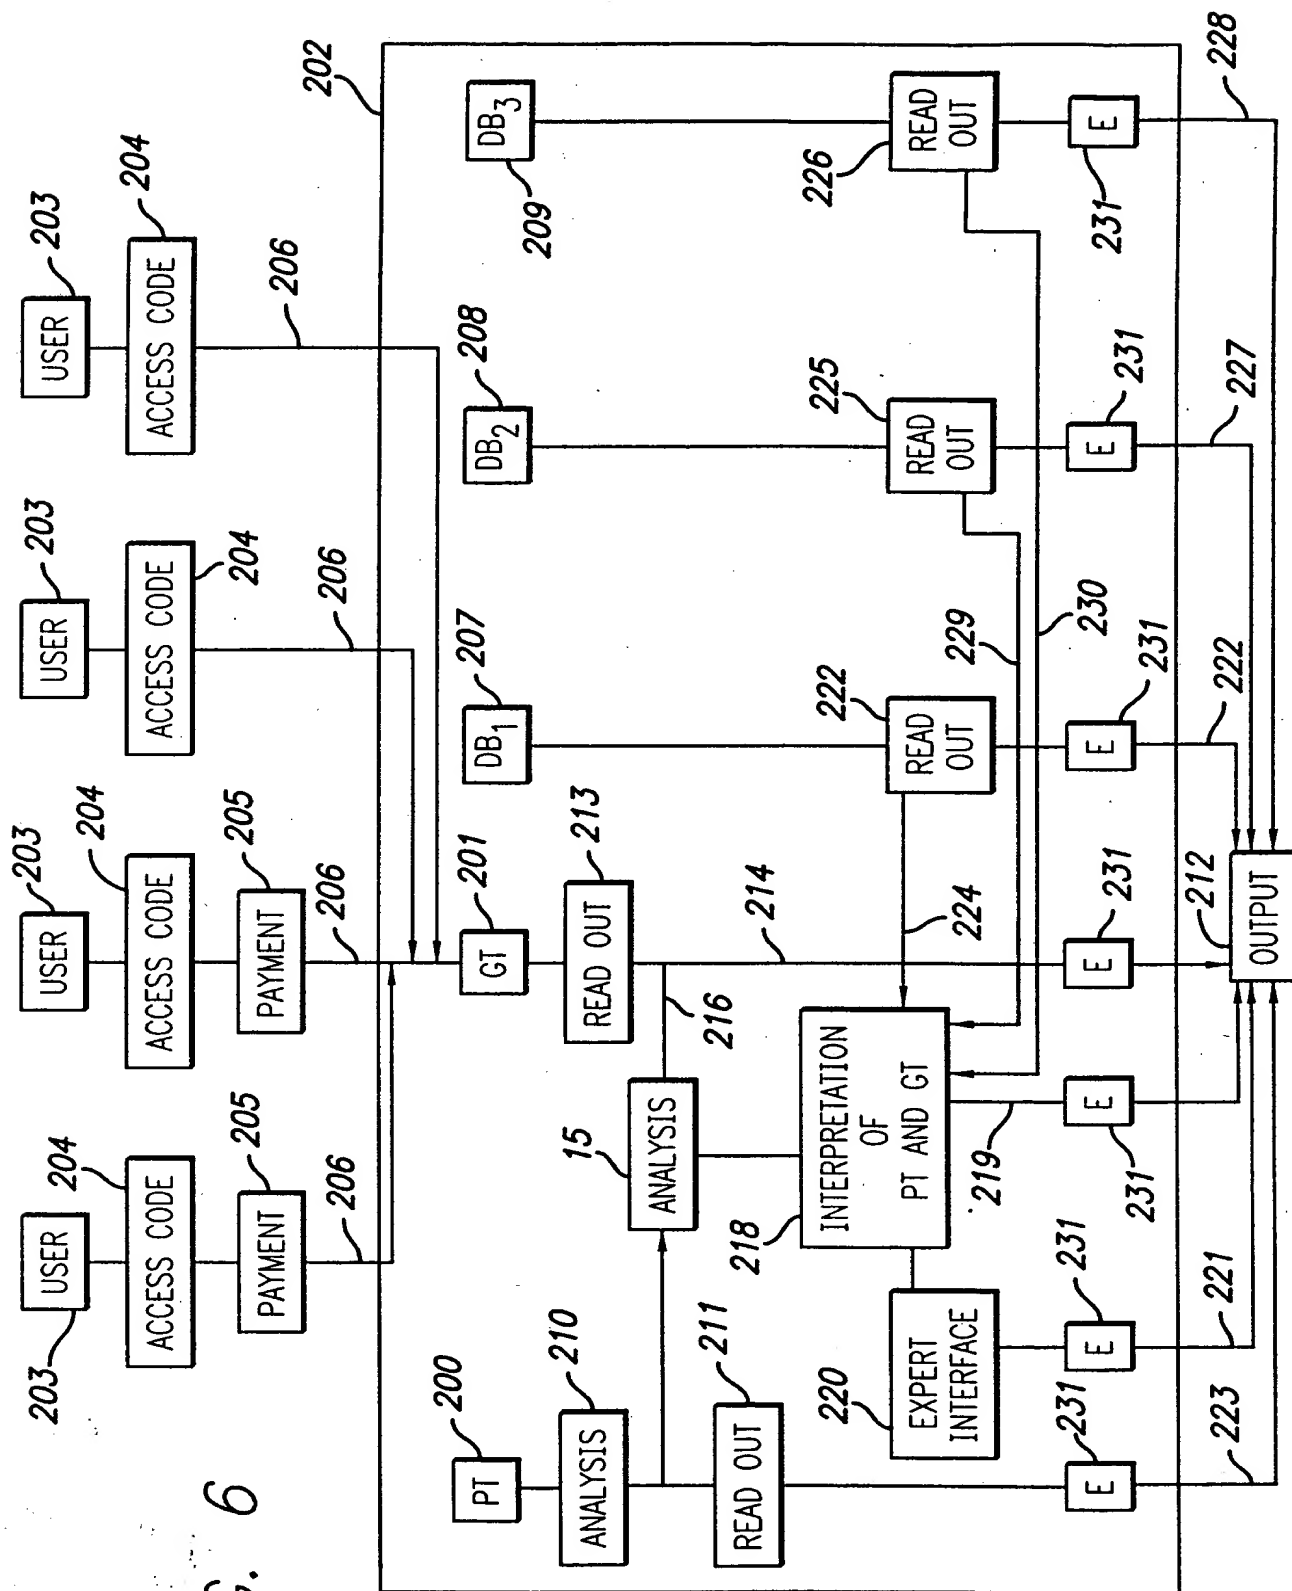 203
USER
204
ACCESS CODE
206
203
USER
ACCESS CODE
204
206
203
USER
204
ACCESS CODE
205
PAYMENT
206
203
USER
204
ACCESS CODE
205
PAYMENT
206
202
DB3
209
DB2
208
DB1
207
GT
201
READ OUT
213
214
216
15
ANALYSIS
PT
200
ANALYSIS
210
READ OUT
211
INTERPRETATION
OF
PT AND GT
218
219
EXPERT
INTERFACE
220
READ
OUT
222
224
READ
OUT
225
229
READ
OUT
226
230
E
231
E
231
E
231
E
231
E
231
E
231
E
231
228
227
222
212
OUTPUT
221
223
6